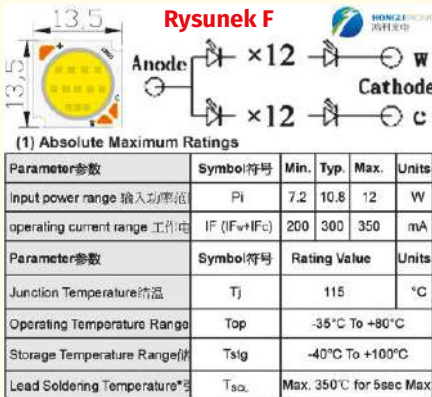 13,5
Rysunek F
HONGLITRONIC
鸿利光电
13,5
+
Anode
×12
W
Cathode
×12
C
(1) Absolute Maximum Ratings
Parameter参数 Symbol符号 Min. Typ. Max. Units
Input power range 输入功率范 Pi 7.2 10.8 12 W
operating current range 工作电 IF (IFw+IFc) 200 300 350 mA
Parameter参数 Symbol符号 Rating Value Units
Junction Temperature结温 Tj 115 °C
Operating Temperature Range Top -35°C To +80°C
Storage Temperature Range Tstg -40°C To +100°C
Lead Soldering Temperature* TSOL Max. 350℃ for 5sec Max